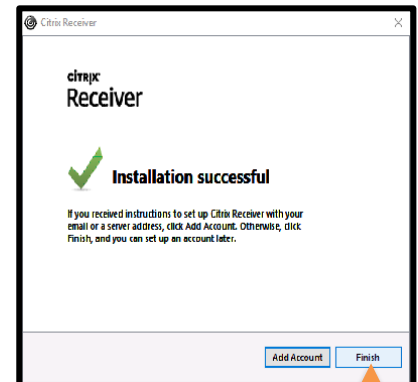 Citrix Receiver
CITRIX
Receiver
Installation successful
If you received instructions to set up Citrix Receiver with your
email or a server address, click Add Account. Otherwise, click
Finish, and you can set up an account later.
Add Account Finish